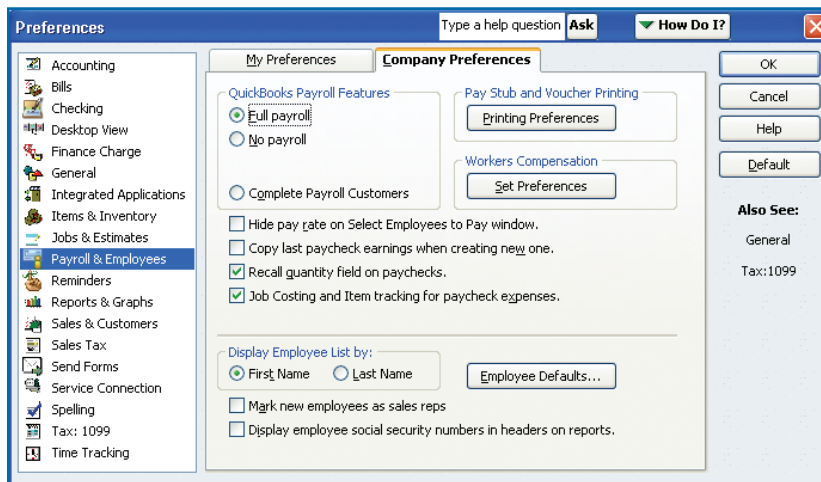 Preferences
Type a help question Ask
How Do I?
Accounting
Bills
Checking
Desktop View
Finance Charge
General
Integrated Applications
Items & Inventory
Jobs & Estimates
Payroll & Employees
Reminders
Reports & Graphs
Sales & Customers
Sales Tax
Send Forms
Service Connection
Spelling
Tax: 1099
Time Tracking
My Preferences
Company Preferences
QuickBooks Payroll Features
Full payroll
No payroll
Complete Payroll Customers
Pay Stub and Voucher Printing
Printing Preferences
Workers Compensation
Set Preferences
Hide pay rate on Select Employees to Pay window.
Copy last paycheck earnings when creating new one.
Recall quantity field on paychecks.
Job Costing and Item tracking for paycheck expenses.
Display Employee List by:
First Name
Last Name
Employee Defaults...
Mark new employees as sales reps
Display employee social security numbers in headers on reports.
OK
Cancel
Help
Default
Also See:
General
Tax:1099